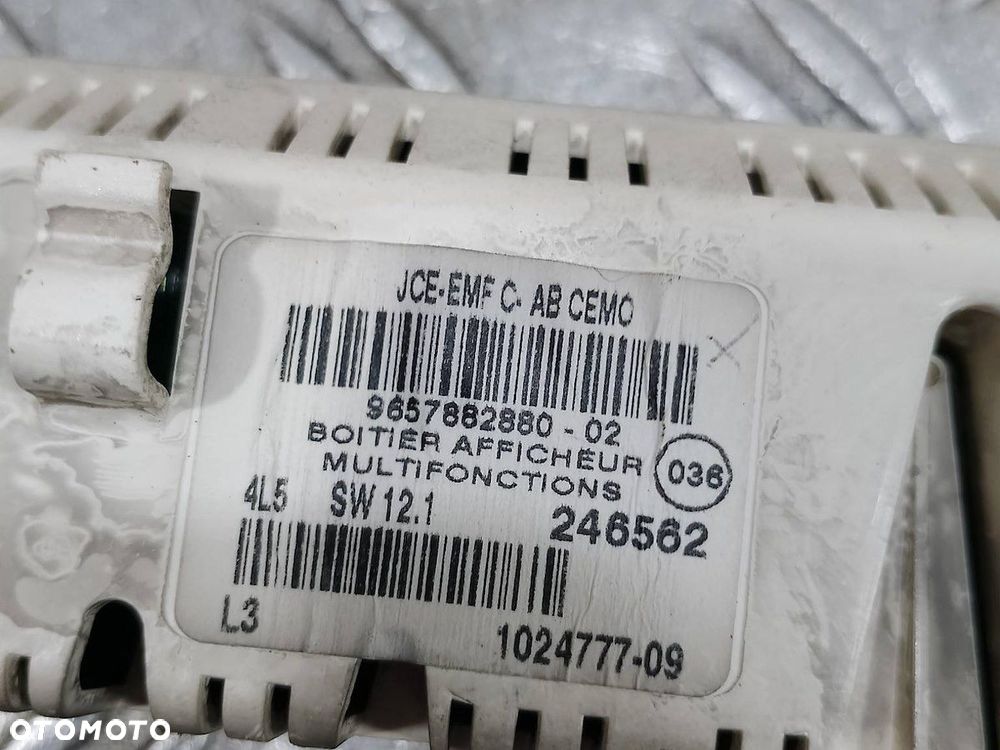 JCE-EMF C- AB CEMO
9657882880 - 02
BOITIER AFFICHEUR
MULTIFONCTIONS
036
4L5 SW 12.1
246562
L3
1024777-09
OTOMOTO
OTOMOTO